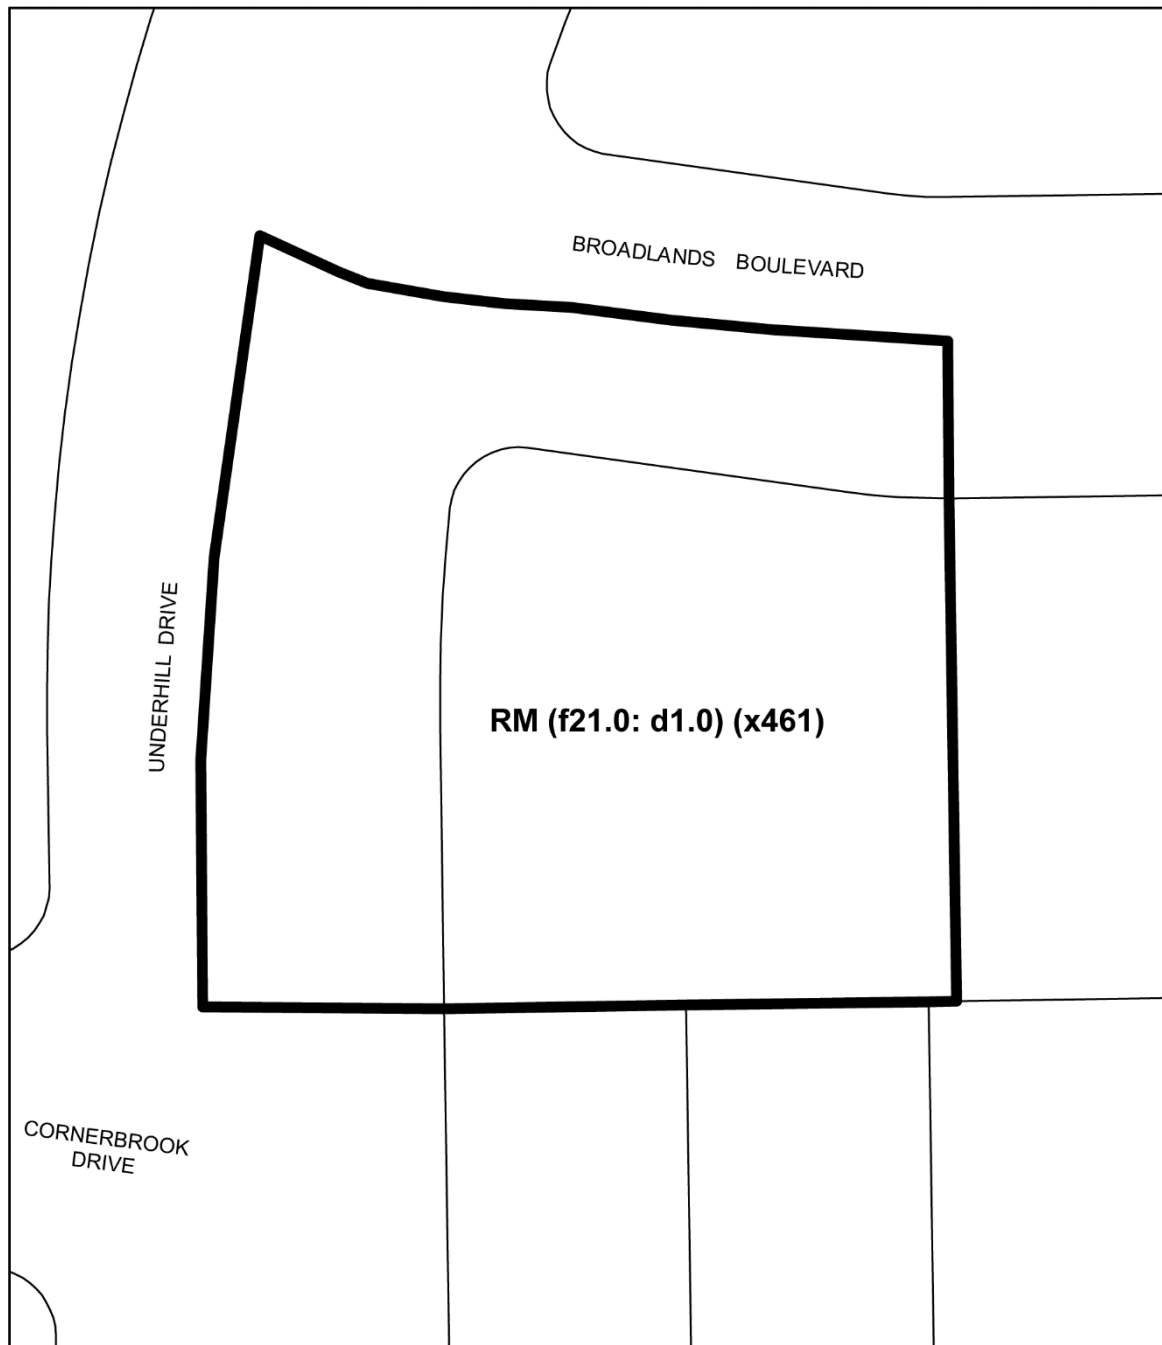 BROADLANDS BOULEVARD
UNDERHILL DRIVE
RM (f21.0: d1.0) (x461)
CORNERBROOK
DRIVE